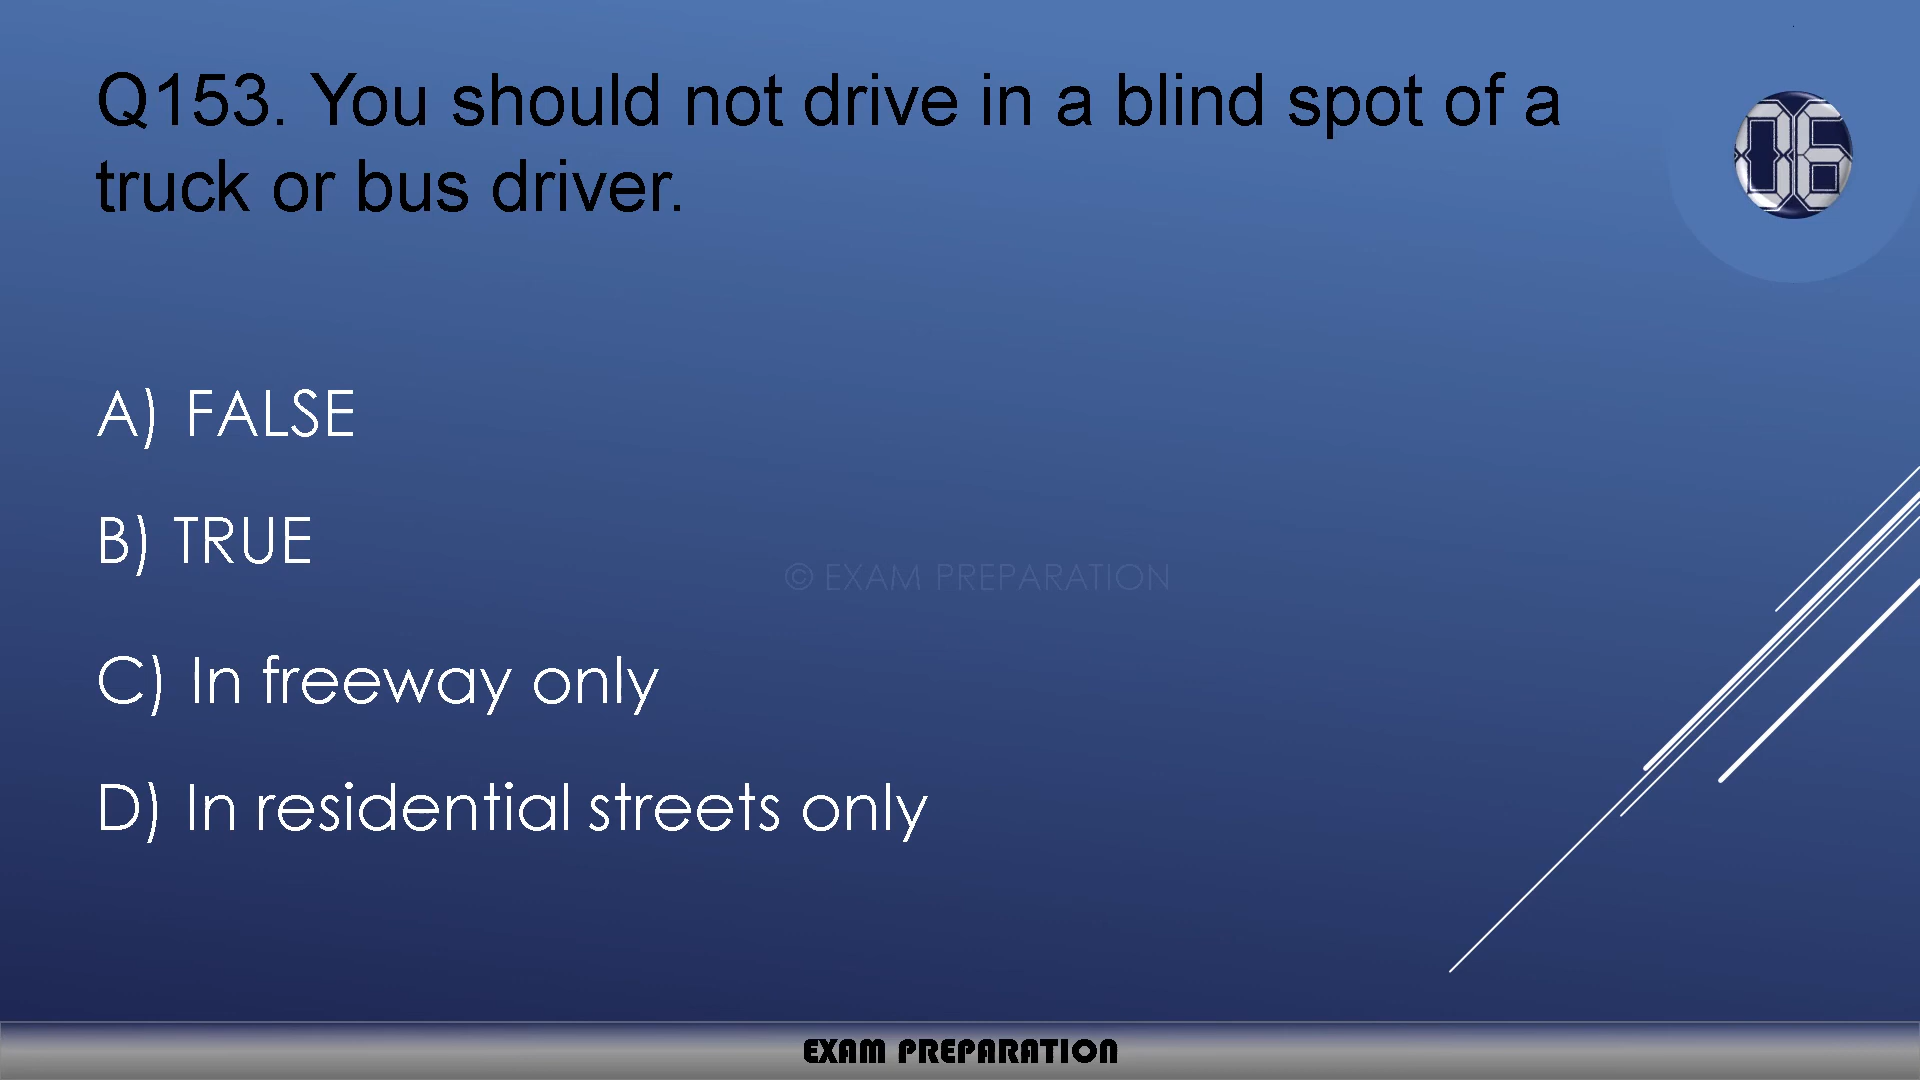 Q153. You should not drive in a blind spot of a
truck or bus driver.
06
A) FALSE
B) TRUE
© EXAM PREPARATION
C) In freeway only
D) In residential streets only
EXAM PREPARATION